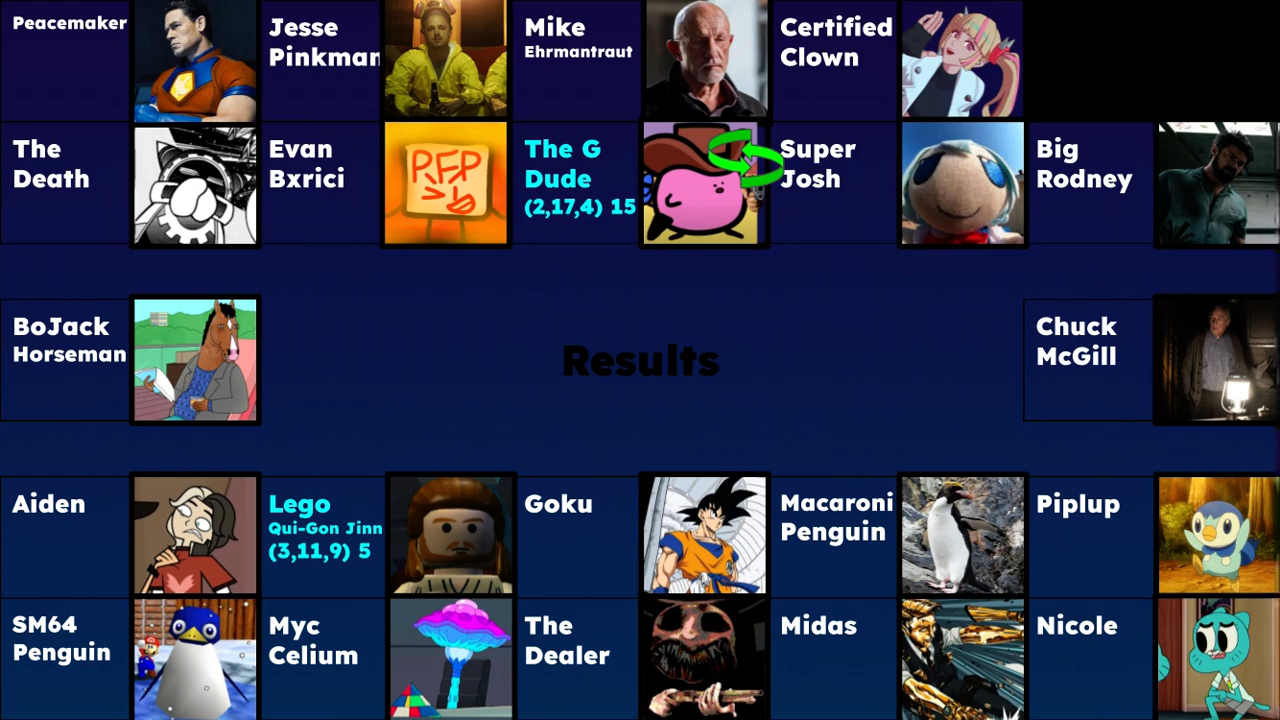 Peacemaker
Jesse
Pinkman
Mike
Ehrmantraut
Certified
Clown
The
Death
Evan
Bxrici
RFP
The G
Dude
(2,17,4) 15
Super
Josh
Big
Rodney
BoJack
Horseman
Results
Chuck
McGill
Aiden
Lego
Qui-Gon Jinn
(3,11,9) 5
Goku
Macaroni
Penguin
Piplup
SM64
Penguin
Myc
Celium
The
Dealer
Midas
Nicole